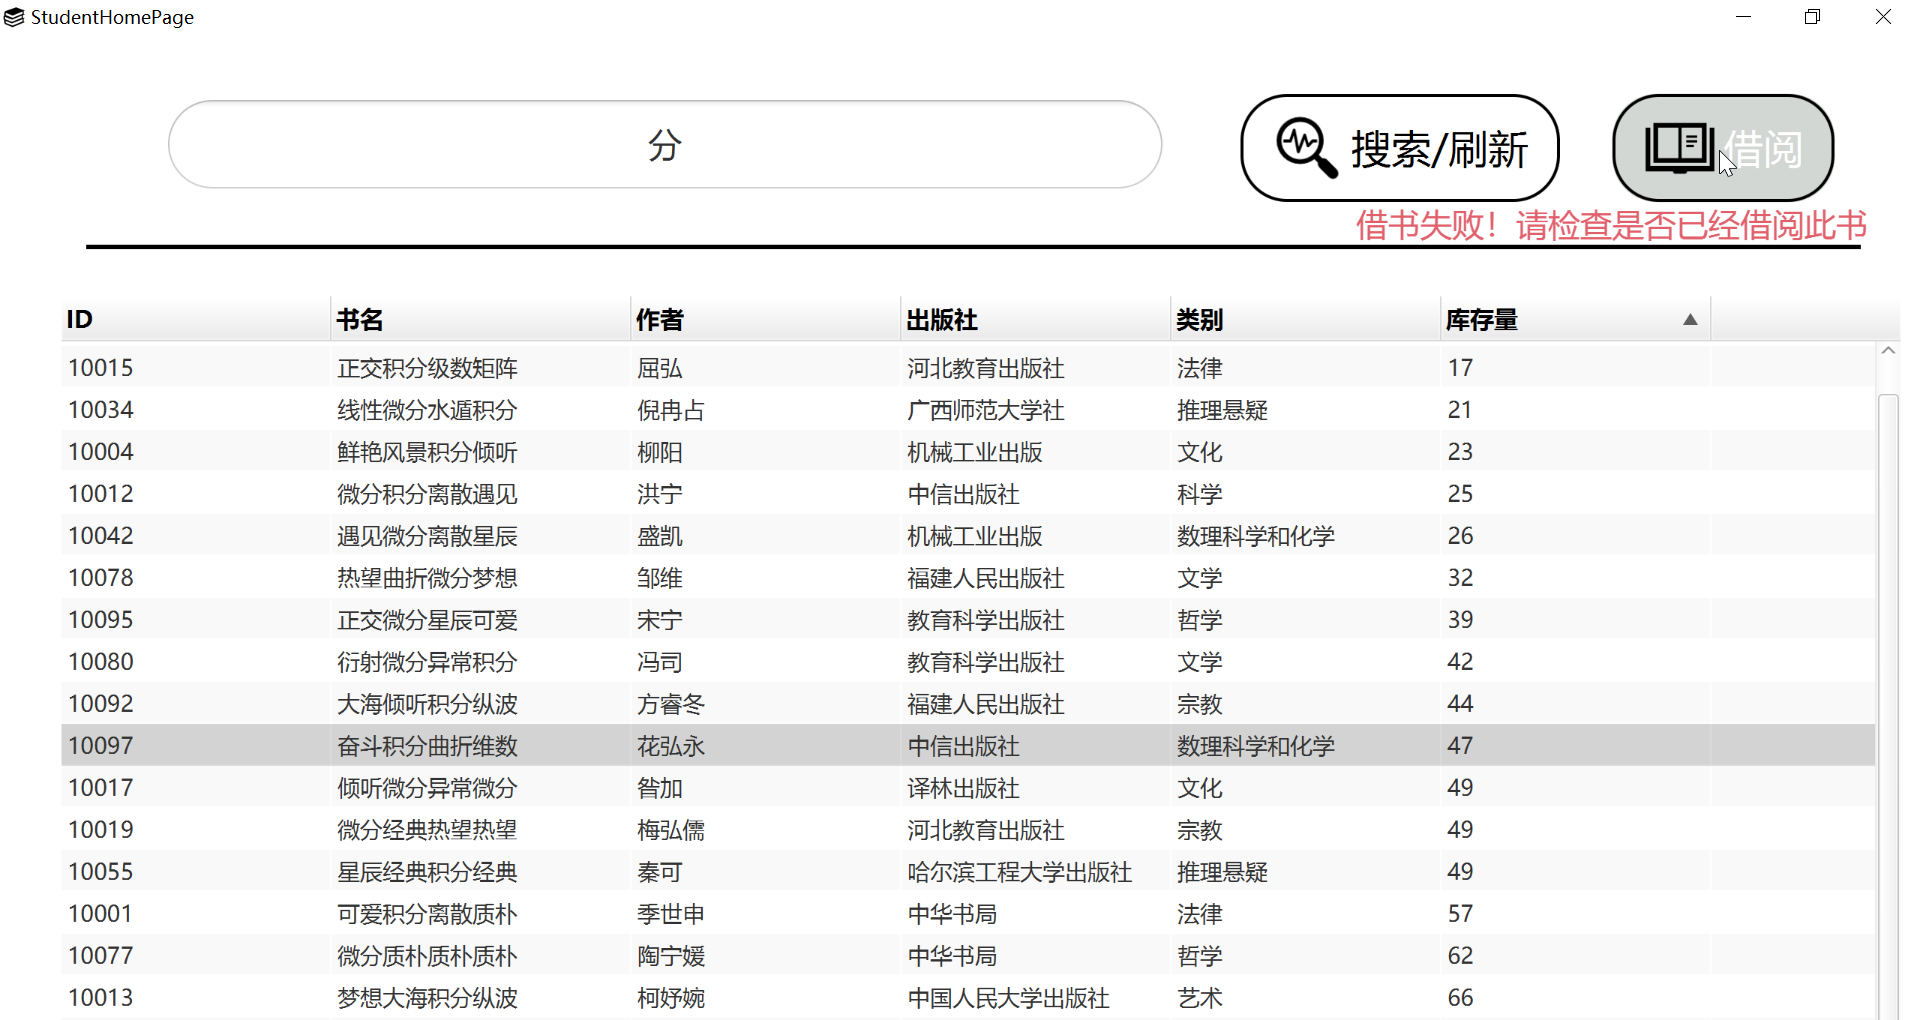 StudentHomePage
分 搜索/刷新 借阅
借书失败！请检查是否已经借阅此书
ID 书名 作者 出版社 类别 库存量
10015 正交积分级数矩阵 屈弘 河北教育出版社 法律 17
10034 线性微分水遁积分 倪冉占 广西师范大学社 推理悬疑 21
10004 鲜艳风景积分倾听 柳阳 机械工业出版 文化 23
10012 微分积分离散遇见 洪宁 中信出版社 科学 25
10042 遇见微分离散星辰 盛凯 机械工业出版 数理科学和化学 26
10078 热望曲折微分梦想 邹维 福建人民出版社 文学 32
10095 正交微分星辰可爱 宋宁 教育科学出版社 哲学 39
10080 衍射微分异常积分 冯司 教育科学出版社 文学 42
10092 大海倾听积分纵波 方睿冬 福建人民出版社 宗教 44
10097 奋斗积分曲折维数 花弘永 中信出版社 数理科学和化学 47
10017 倾听微分异常微分 昝加 译林出版社 文化 49
10019 微分经典热望热望 梅弘儒 河北教育出版社 宗教 49
10055 星辰经典积分经典 秦可 哈尔滨工程大学出版社 推理悬疑 49
10001 可爱积分离散质朴 季世申 中华书局 法律 57
10077 微分质朴质朴质朴 陶宁媛 中华书局 哲学 62
10013 梦想大海积分纵波 柯妤婉 中国人民大学出版社 艺术 66